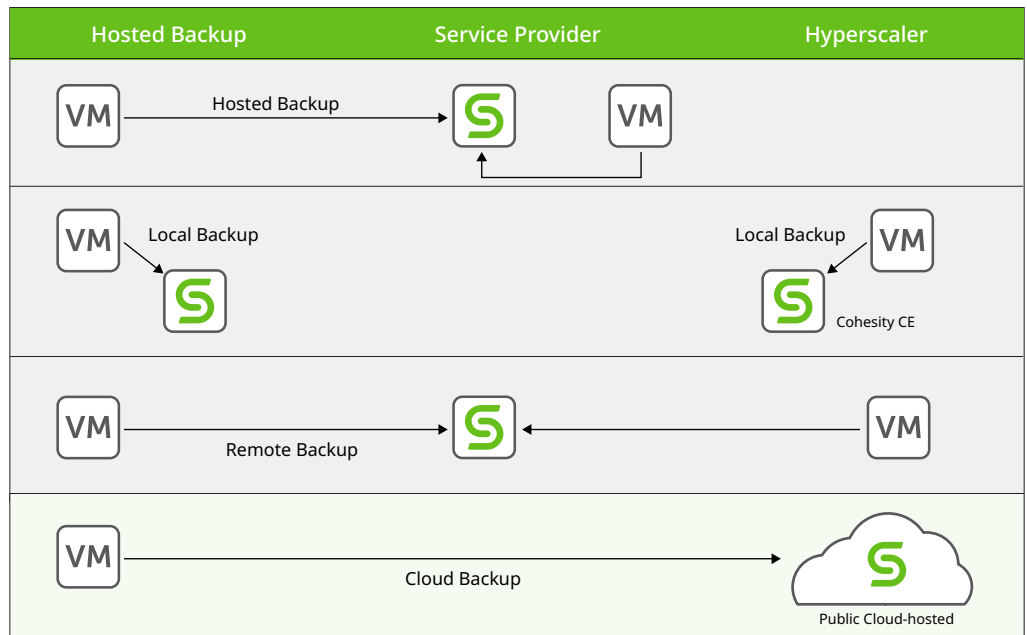 Hosted Backup
Service Provider
Hyperscaler
VM
Hosted Backup
VM
VM
Local Backup
Local Backup
VM
Cohesity CE
VM
Remote Backup
VM
VM
Cloud Backup
Public Cloud-hosted